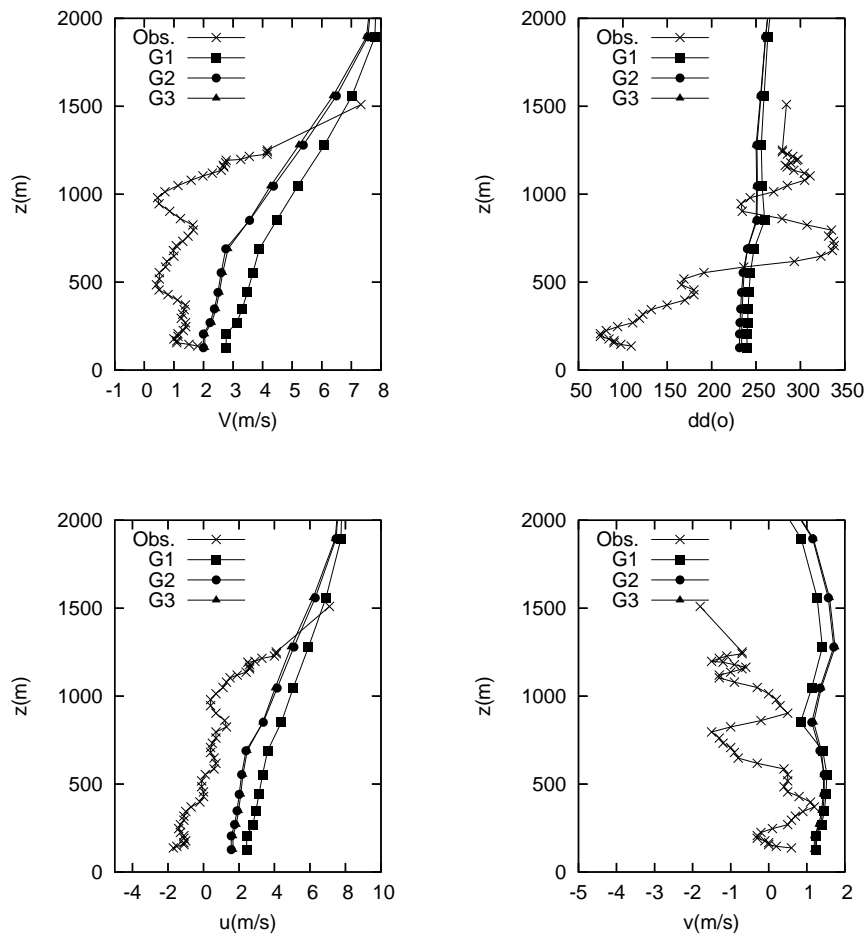 2000
1500
1000
500
0
z(m)
Obs.
G1
G2
G3
-1 0 1 2 3 4 5 6 7 8
V(m/s)
2000
1500
1000
500
0
z(m)
Obs.
G1
G2
G3
50 100 150 200 250 300 350
dd(o)
2000
1500
1000
500
0
z(m)
Obs.
G1
G2
G3
-4 -2 0 2 4 6 8 10
u(m/s)
2000
1500
1000
500
0
z(m)
Obs.
G1
G2
G3
-5 -4 -3 -2 -1 0 1 2
v(m/s)